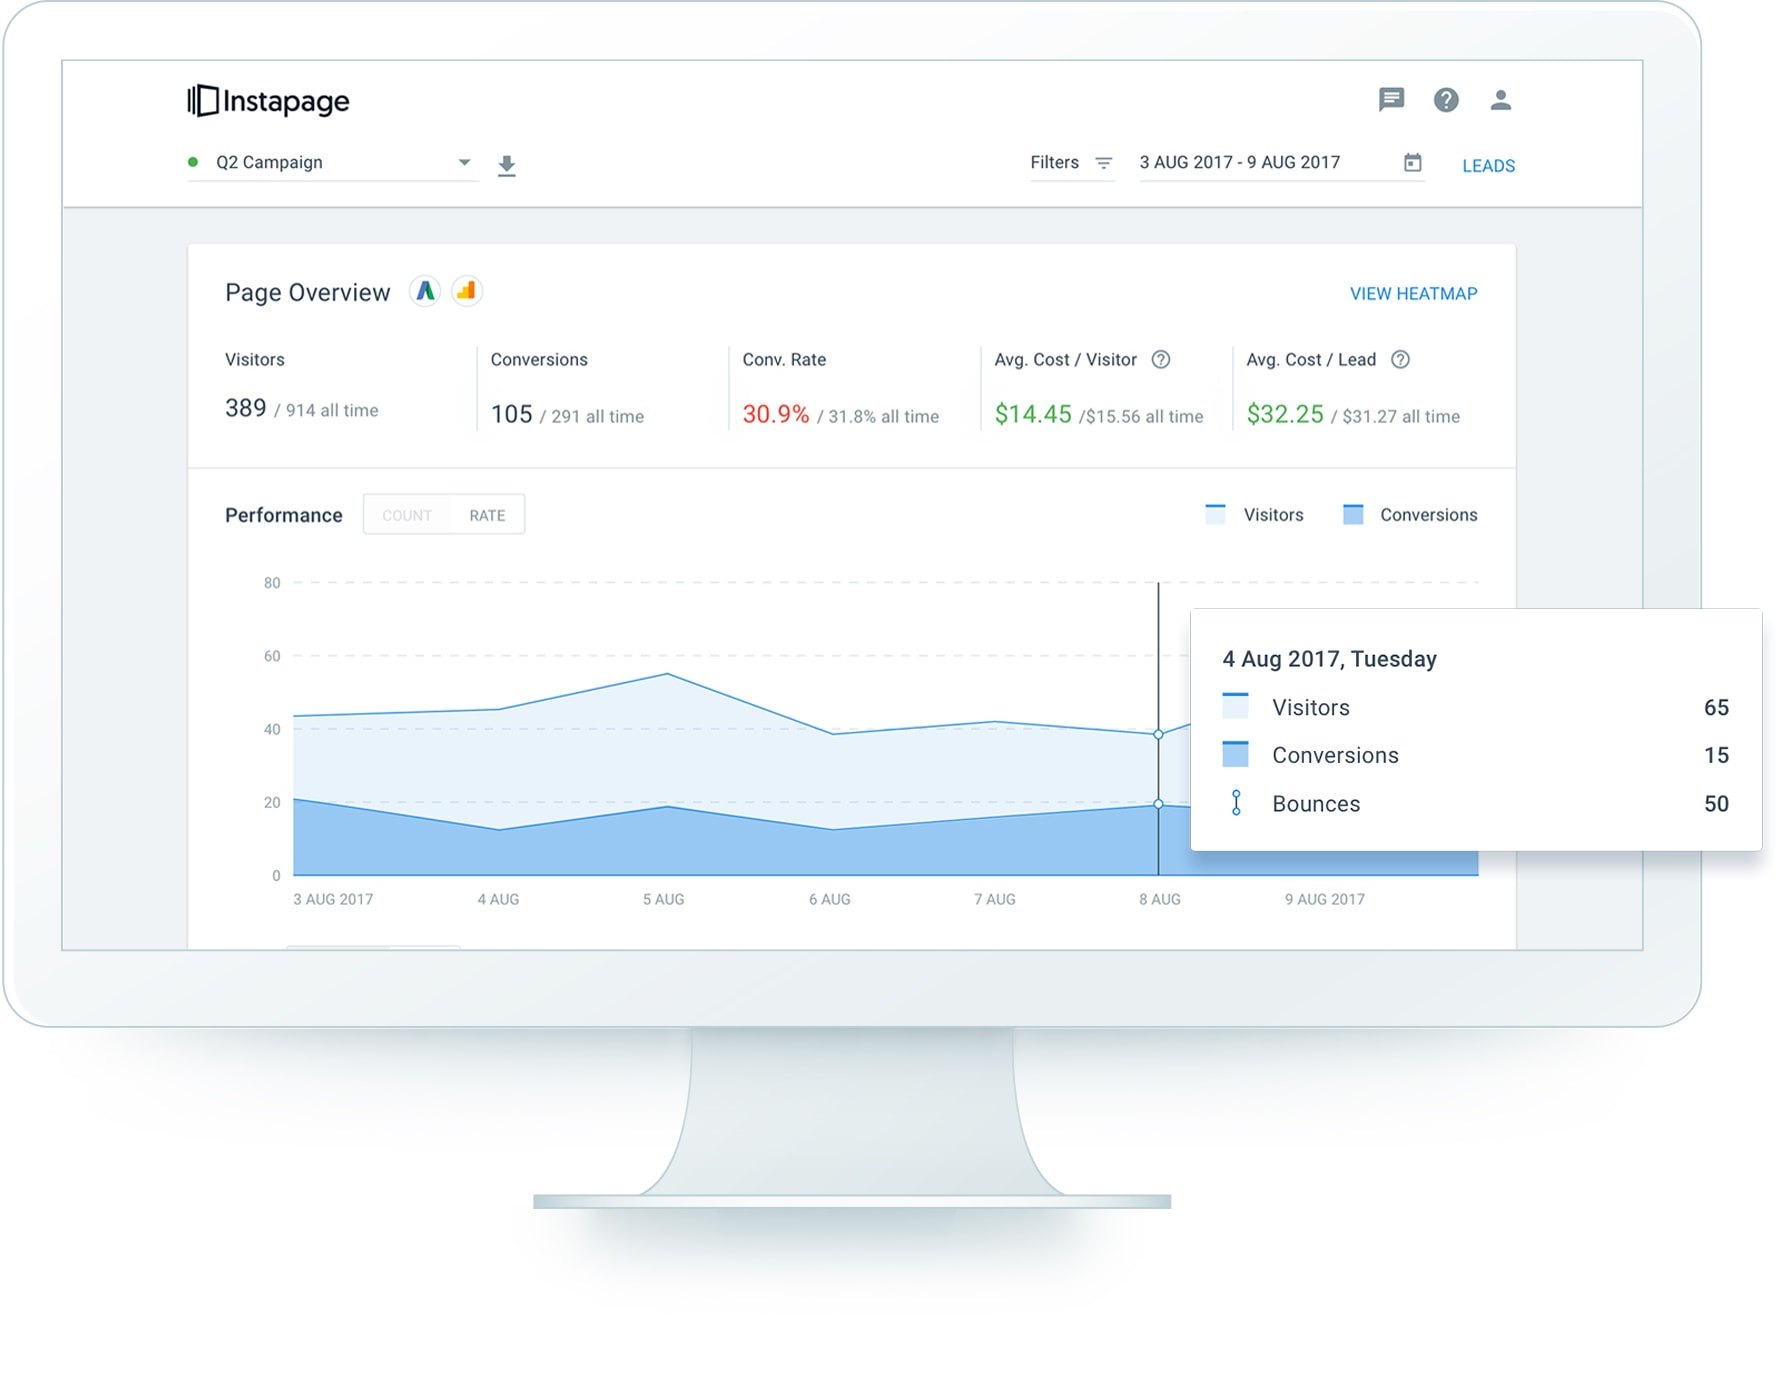 Instapage
Q2 Campaign
Filters 3 AUG 2017 - 9 AUG 2017 LEADS
Page Overview VIEW HEATMAP
Visitors Conversions Conv. Rate Avg. Cost / Visitor Avg. Cost / Lead
389 / 914 all time 105 / 291 all time 30.9% / 31.8% all time $14.45 /$15.56 all time $32.25 / $31.27 all time
Performance COUNT RATE Visitors Conversions
80
60
40
20
0
3 AUG 2017 4 AUG 5 AUG 6 AUG 7 AUG 8 AUG 9 AUG 2017
4 Aug 2017, Tuesday
Visitors 65
Conversions 15
Bounces 50